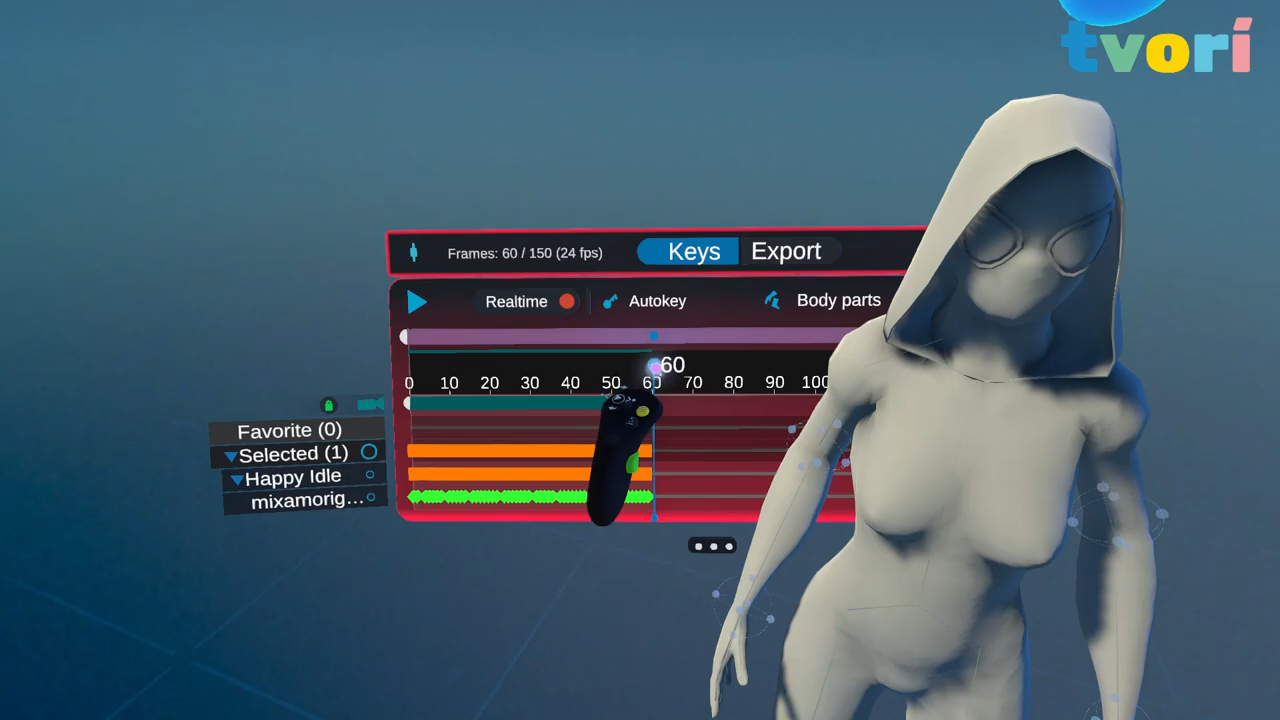 tvori
Frames: 60 / 150 (24 fps)
Keys
Export
Realtime
Autokey
Body parts
60
0 10 20 30 40 50 60 70 80 90 100
Favorite (0)
Selected (1)
Happy Idle
mixamorig...